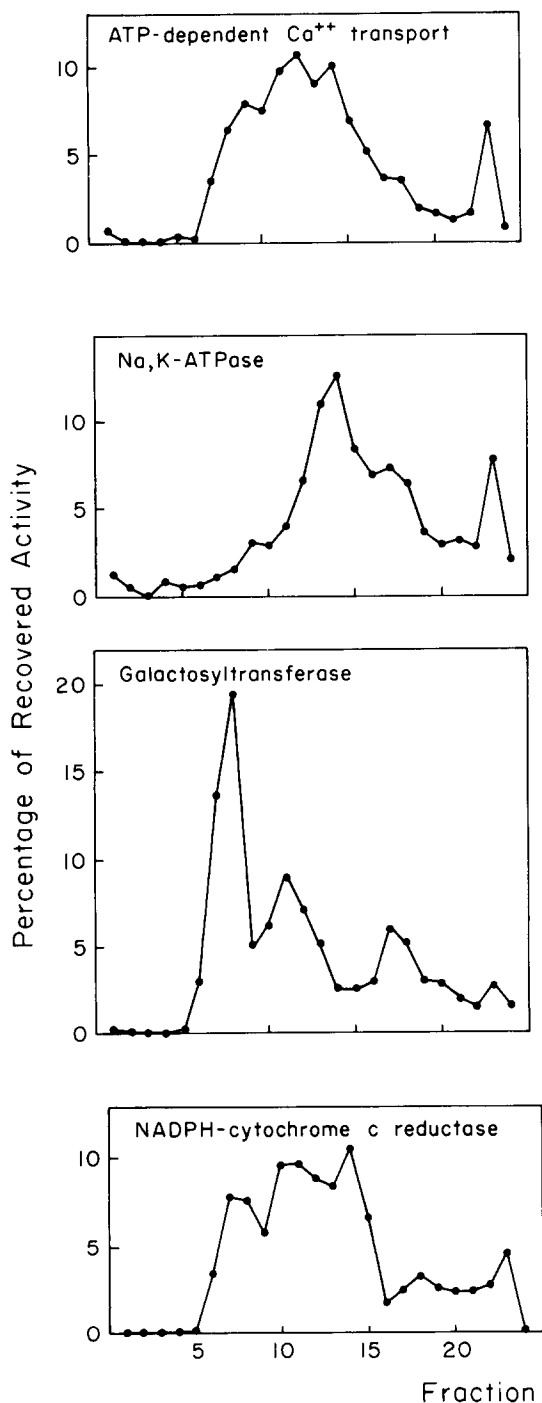 ATP-dependent Ca++ transport
10
5
0
Na,K-ATPase
10
5
0
Percentage of Recovered Activity
Galactosyltransferase
20
15
10
5
0
NADPH-cytochrome c reductase
10
5
0
5 10 15 20
Fraction